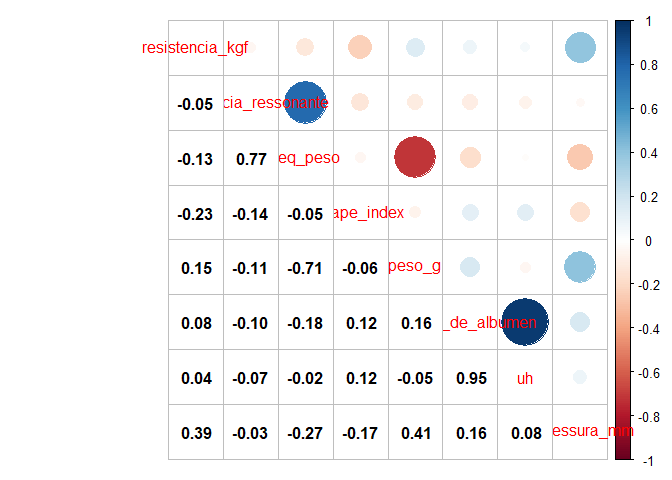 resistencia_kgf
-0.05 cia_ressonante
-0.13 0.77 eq_peso
-0.23 -0.14 -0.05 ape_index
0.15 -0.11 -0.71 -0.06 peso_g
0.08 -0.10 -0.18 0.12 0.16 _de_albumen
0.04 -0.07 -0.02 0.12 -0.05 0.95 uh
0.39 -0.03 -0.27 -0.17 0.41 0.16 0.08 essura_mm
1
0.8
0.6
0.4
0.2
0
-0.2
-0.4
-0.6
-0.8
-1